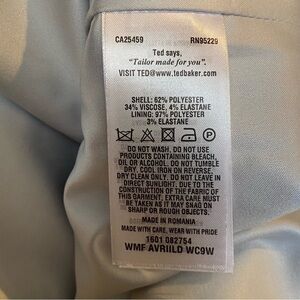 CA25459 RN95229
Ted says,
"Tailor made for you".
VISIT TED@www.tedbaker.com
SHELL: 62% POLYESTER
34% VISCOSE, 4% ELASTANE
LINING: 97% POLYESTER
3% ELASTANE
P
DO NOT WASH, DO NOT USE
PRODUCTS CONTAINING BLEACH,
OIL OR ALCOHOL. DO NOT TUMBLE
DRY. COOL IRON ON REVERSE.
DRY CLEAN ONLY. DO NOT LEAVE IN
DIRECT SUNLIGHT. DUE TO THE
CONSTRUCTION OF THE FABRIC OF
THIS GARMENT, EXTRA CARE MUST
BE TAKEN AS IT MAY SNAG ON
SHARP OR ROUGH OBJECTS.
MADE IN ROMANIA
MADE WITH CARE, WEAR WITH PRIDE
1601 082754
WMF AVRIILD WC9W